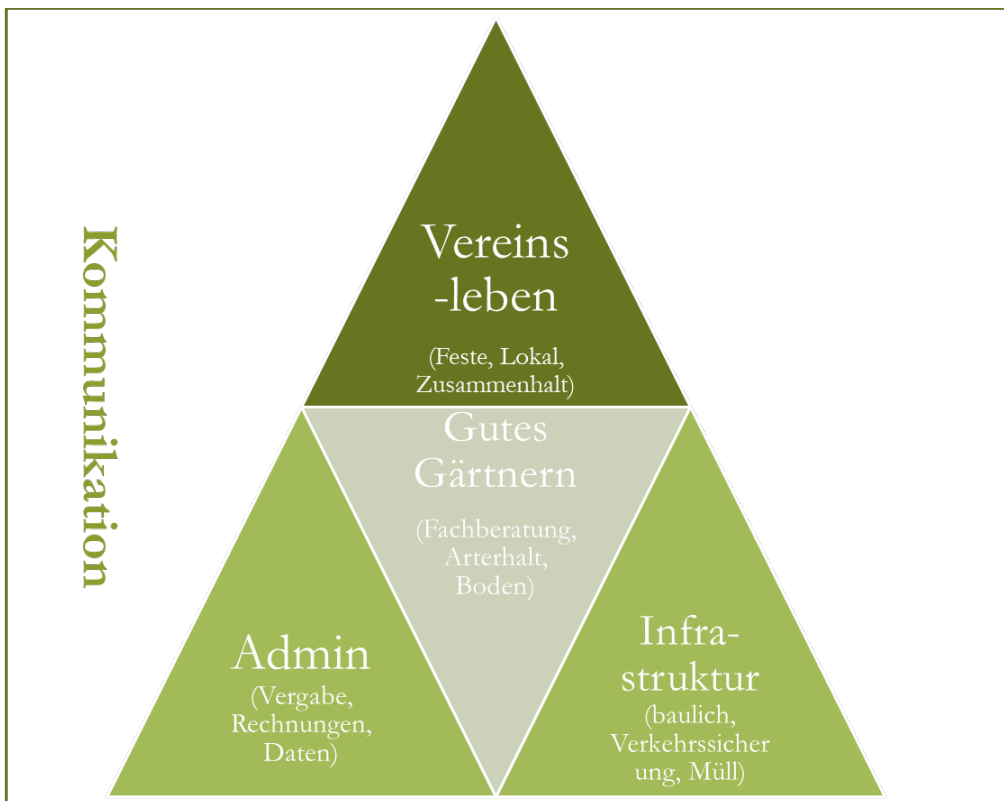 Kommunikation
Vereins
-leben
(Feste, Lokal,
Zusammenhalt)
Gutes
Gärtnern
(Fachberatung,
Arterhalt,
Boden)
Admin
(Vergabe,
Rechnungen,
Daten)
Infra-
struktur
(baulich,
Verkehrssicher
ung, Müll)